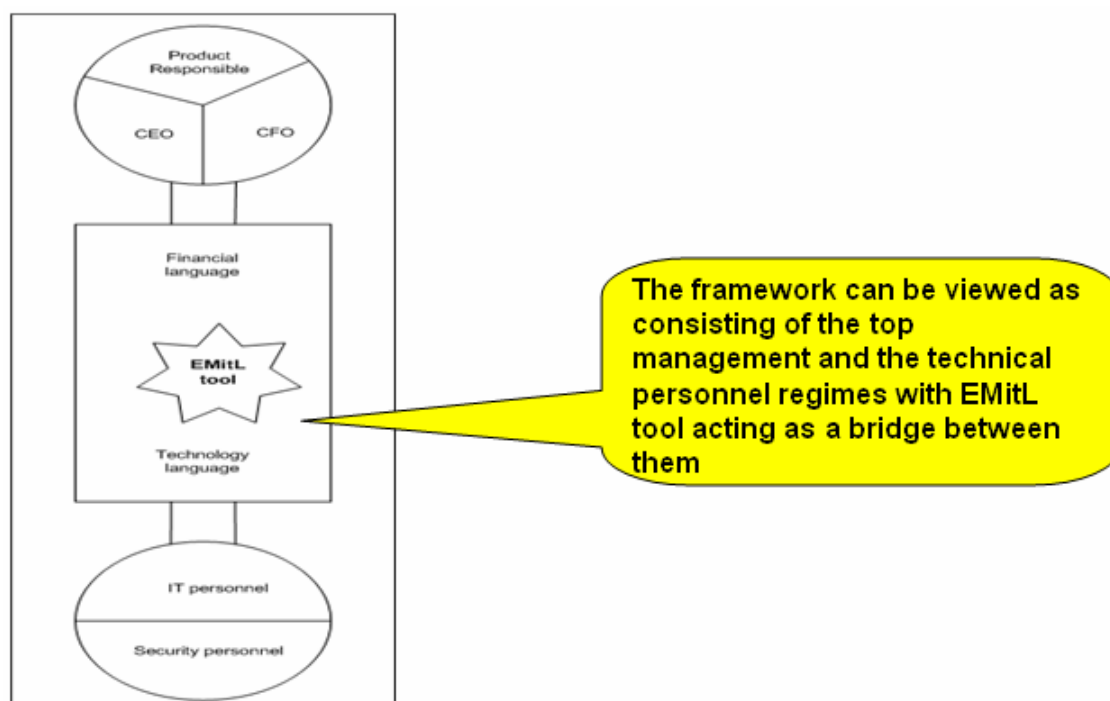 Product
Responsible
CEO
CFO
Financial
language
EMitL
tool
Technology
language
IT personnel
Security personnel
The framework can be viewed as
consisting of the top
management and the technical
personnel regimes with EMitL
tool acting as a bridge between
them